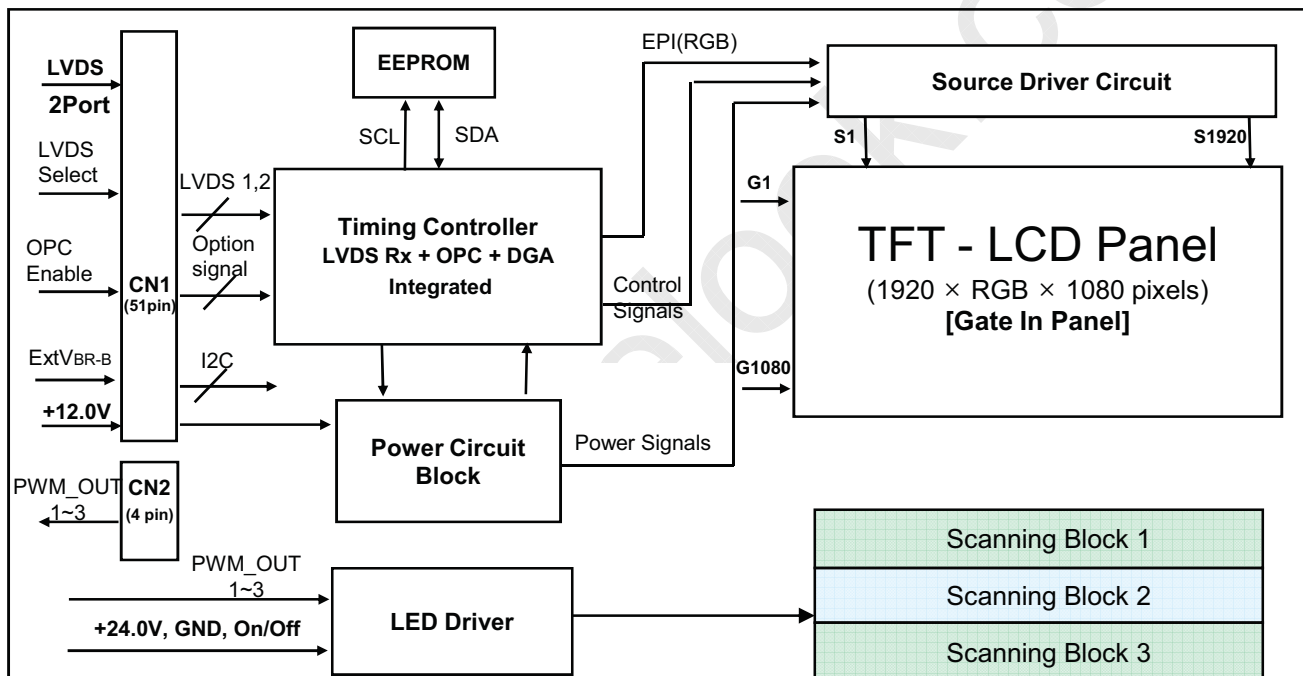 LVDS
2Port
LVDS
Select
OPC
Enable
ExtVBR-B
+12.0V
CN1
(51pin)
LVDS 1,2
Option
signal
I2C
EEPROM
SCL
SDA
Timing Controller
LVDS Rx + OPC + DGA
Integrated
Power Circuit
Block
EPI(RGB)
Control
Signals
Power Signals
Source Driver Circuit
S1
S1920
G1
G1080
TFT - LCD Panel
(1920 × RGB × 1080 pixels)
[Gate In Panel]
PWM_OUT
1~3
CN2
(4 pin)
PWM_OUT
1~3
+24.0V, GND, On/Off
LED Driver
Scanning Block 1
Scanning Block 2
Scanning Block 3